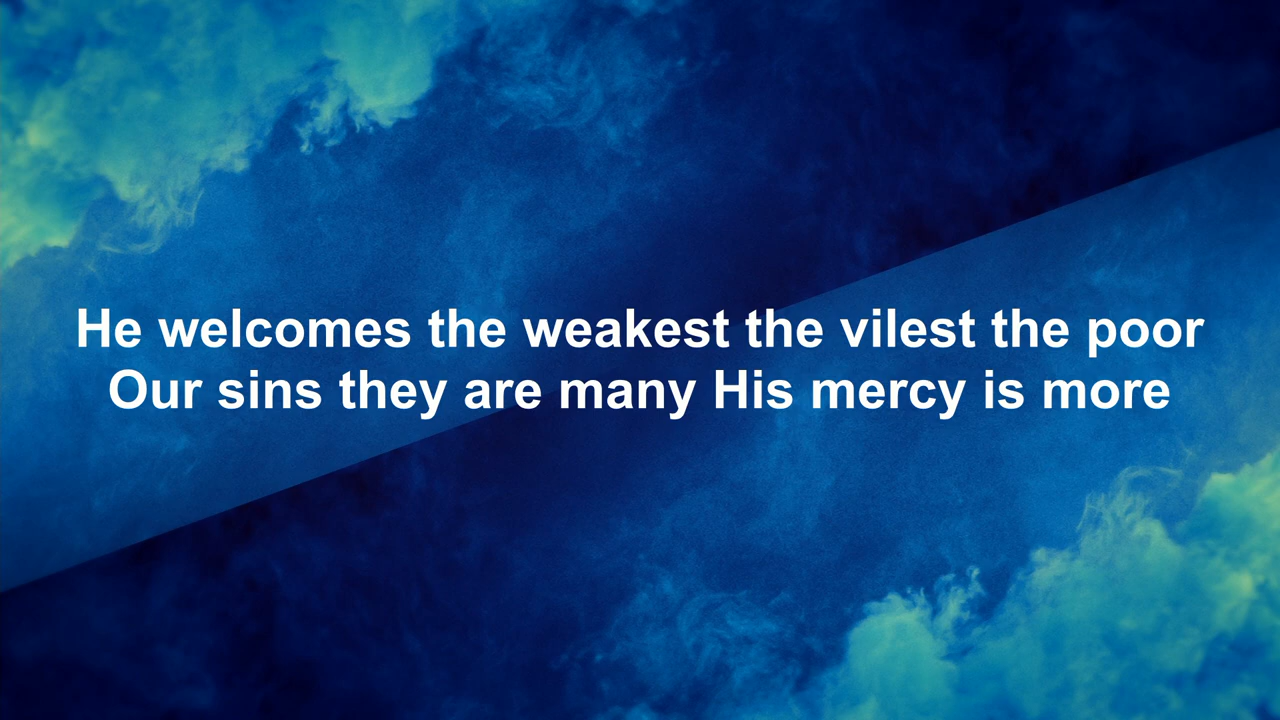 He welcomes the weakest the vilest the poor
Our sins they are many His mercy is more